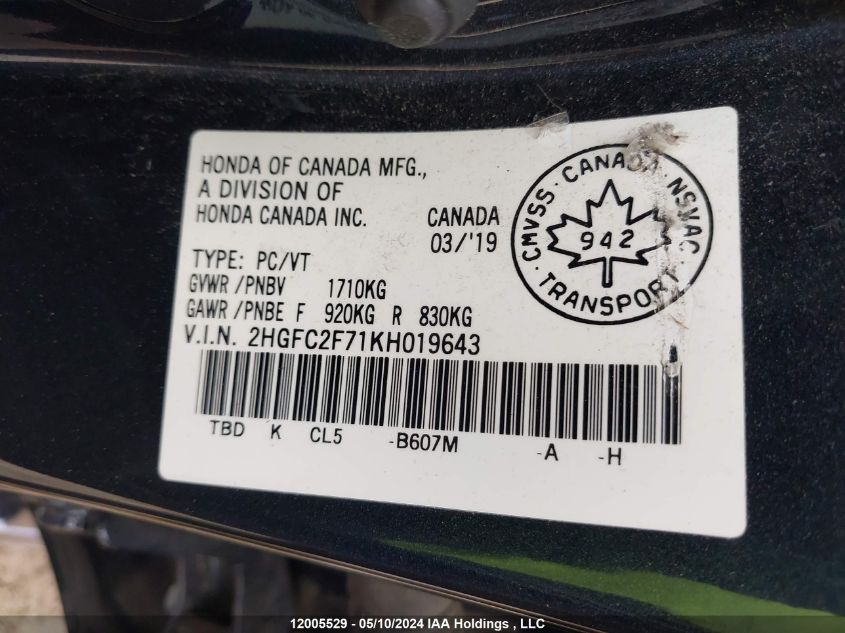 HONDA OF CANADA MFG.,
A DIVISION OF
HONDA CANADA INC. CANADA
03/'19
TYPE: PC/VT
GVWR /PNBV 1710KG
GAWR /PNBE F 920KG R 830KG
V.I.N. 2HGFC2F71KH019643
TBD K CL5 -B607M -A -H
CMVSS · CANADA · NSVAC ·
942
TRANSPORT
12005529 - 05/10/2024 IAA Holdings , LLC